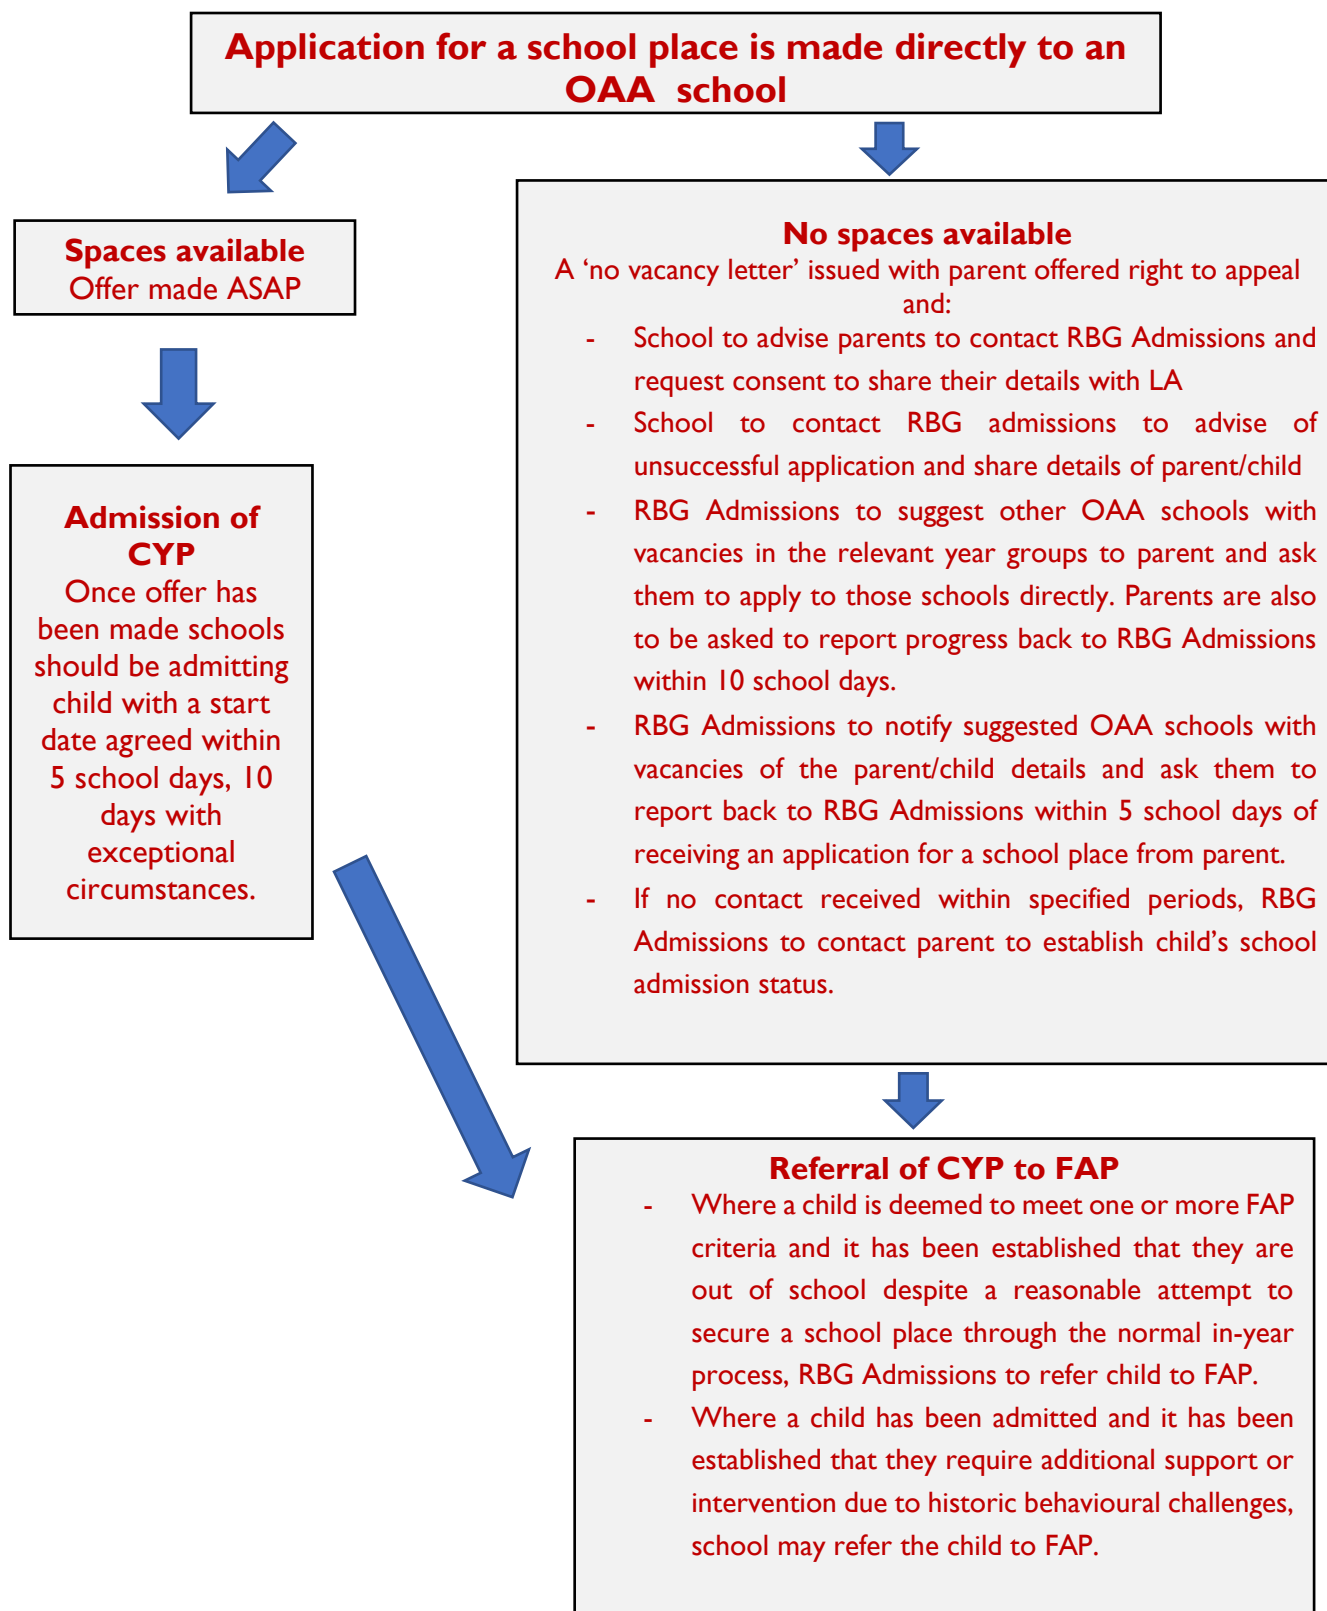 Application for a school place is made directly to an
OAA school
Spaces available
Offer made ASAP
Admission of
CYP
Once offer has
been made schools
should be admitting
child with a start
date agreed within
5 school days, 10
days with
exceptional
circumstances.
No spaces available
A ‘no vacancy letter’ issued with parent offered right to appeal
and:
- School to advise parents to contact RBG Admissions and
request consent to share their details with LA
- School to contact RBG admissions to advise of
unsuccessful application and share details of parent/child
- RBG Admissions to suggest other OAA schools with
vacancies in the relevant year groups to parent and ask
them to apply to those schools directly. Parents are also
to be asked to report progress back to RBG Admissions
within 10 school days.
- RBG Admissions to notify suggested OAA schools with
vacancies of the parent/child details and ask them to
report back to RBG Admissions within 5 school days of
receiving an application for a school place from parent.
- If no contact received within specified periods, RBG
Admissions to contact parent to establish child’s school
admission status.
Referral of CYP to FAP
- Where a child is deemed to meet one or more FAP
criteria and it has been established that they are
out of school despite a reasonable attempt to
secure a school place through the normal in-year
process, RBG Admissions to refer child to FAP.
- Where a child has been admitted and it has been
established that they require additional support or
intervention due to historic behavioural challenges,
school may refer the child to FAP.